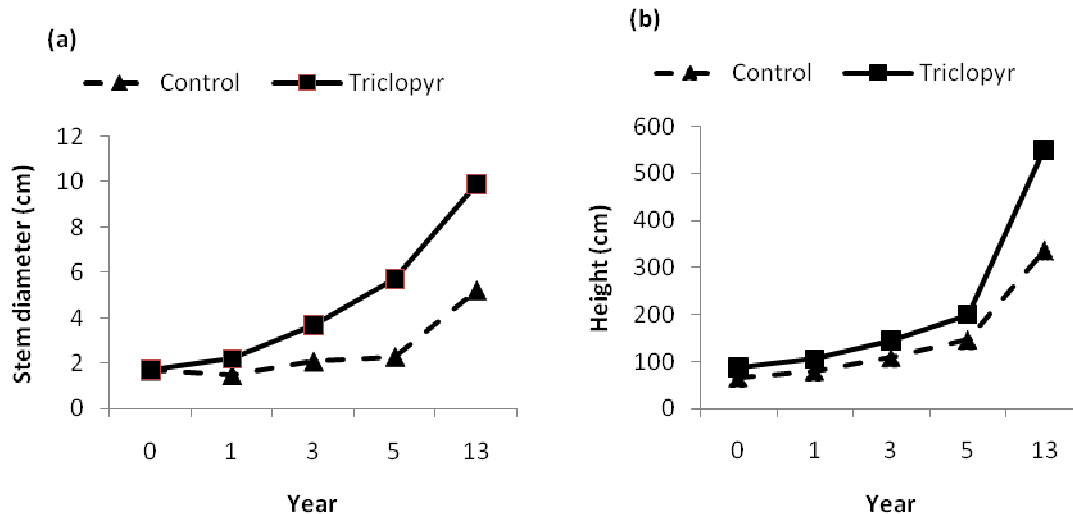 (a)
Control Triclopyr
Stem diameter (cm)
12
10
8
6
4
2
0
0 1 3 5 13
Year
(b)
Control Triclopyr
Height (cm)
600
500
400
300
200
100
0
0 1 3 5 13
Year